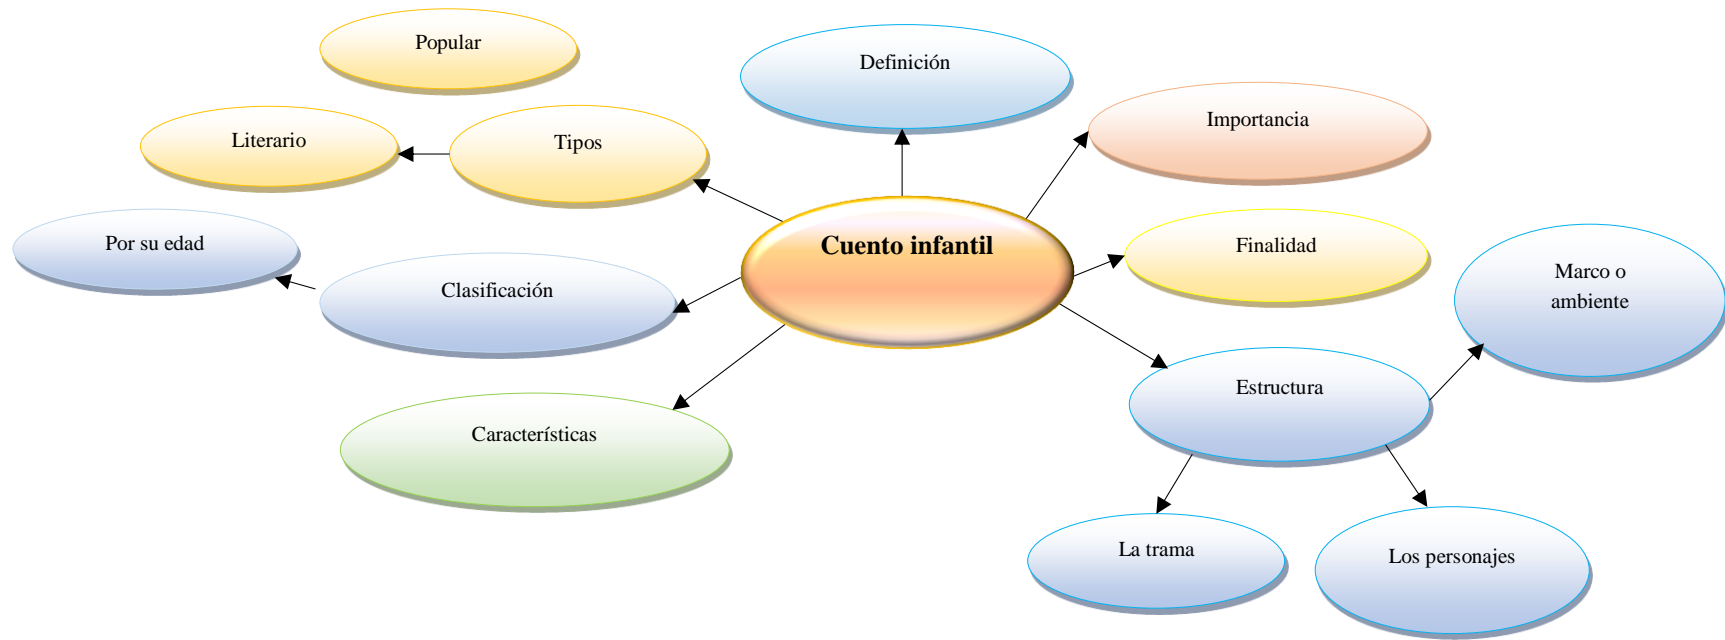 Popular
Definición
Importancia
Literario
Tipos
Por su edad
Cuento infantil
Finalidad
Marco o
ambiente
Clasificación
Estructura
Características
La trama
Los personajes